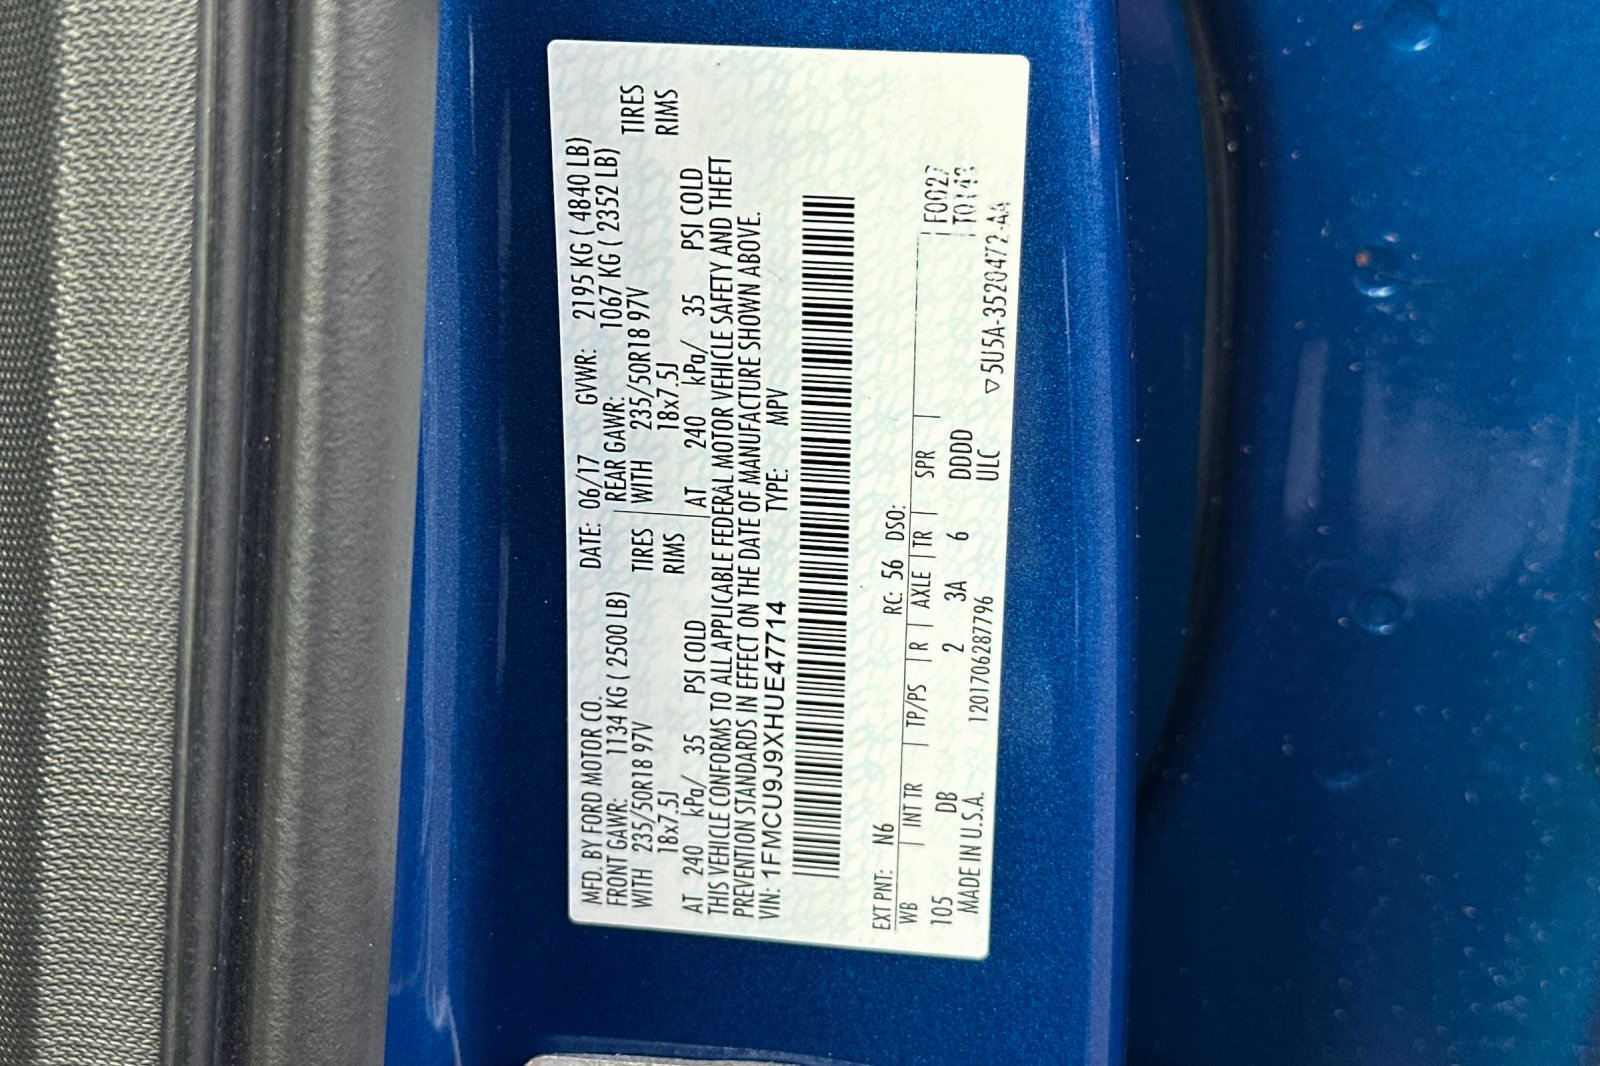 MFD. BY FORD MOTOR CO. DATE: 06/17 GVWR: 2195 KG ( 4840 LB)
FRONT GAWR: 1134 KG ( 2500 LB) REAR GAWR: 1067 KG ( 2352 LB)
WITH 235/50R18 97V TIRES WITH 235/50R18 97V TIRES
18x7.5J RIMS 18x7.5J RIMS
AT 240 kPa/ 35 PSI COLD AT 240 kPa/ 35 PSI COLD
THIS VEHICLE CONFORMS TO ALL APPLICABLE FEDERAL MOTOR VEHICLE SAFETY AND THEFT
PREVENTION STANDARDS IN EFFECT ON THE DATE OF MANUFACTURE SHOWN ABOVE.
VIN: 1FMCU9J9XHUE47714 TYPE: MPV
EXT PNT: N6 RC: 56 DSO:
WB INT TR TP/PS R AXLE TR SPR F0027
105 DB 2 3A 6 DDDD T0143
MADE IN U.S.A. 1201706287796 ULC
▽5U5A-3520472-AA